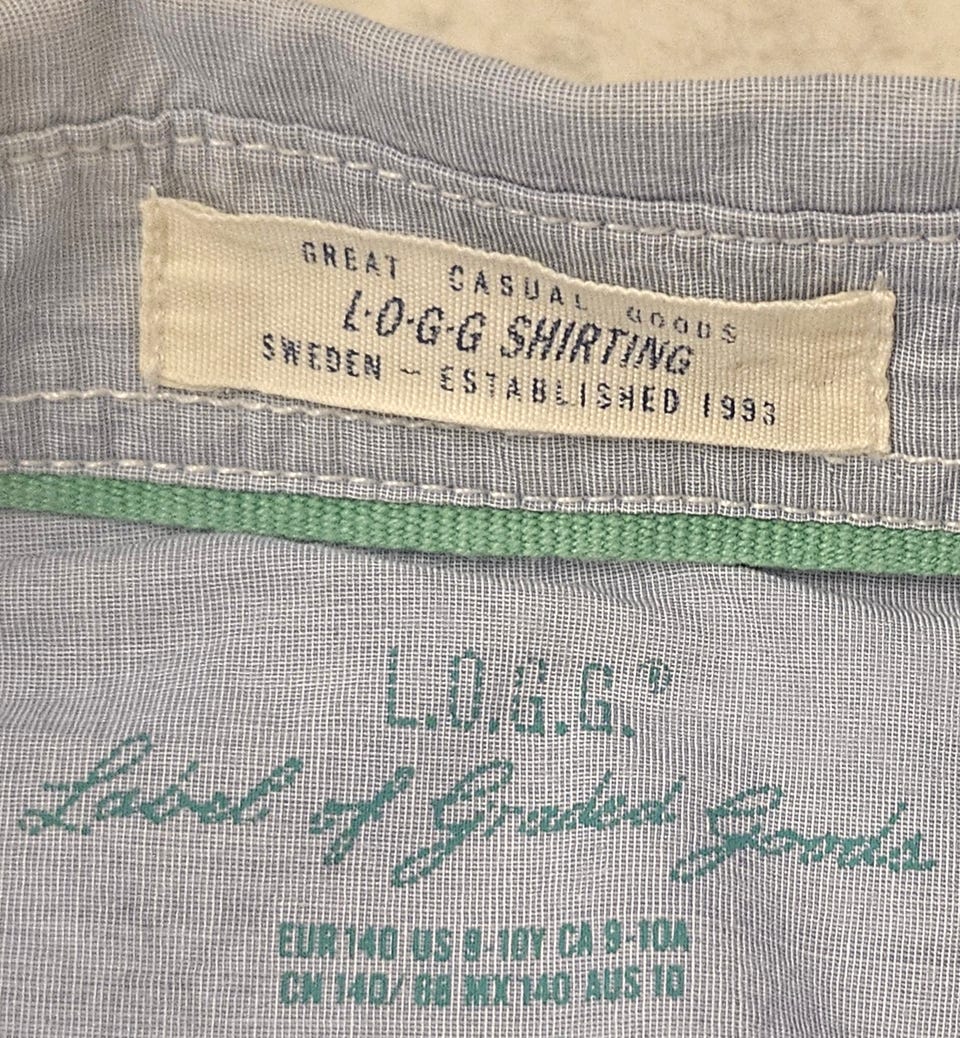 GREAT CASUAL GOODS
L·O·G·G SHIRTING
SWEDEN – ESTABLISHED 1993
L.O.G.G.®
Label of Graded Goods
EUR 140 US 9-10Y CA 9-10A
CN 140/68 MX 140 AUS 10